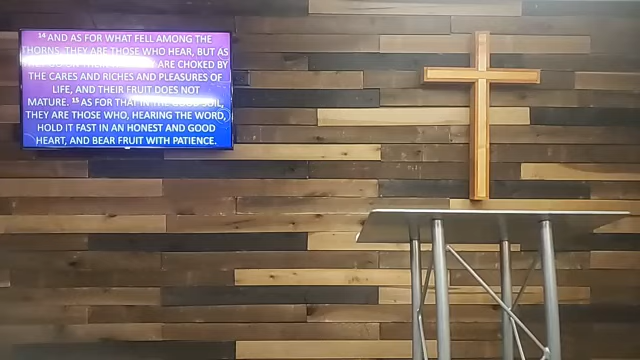 ¹⁴ AND AS FOR WHAT FELL AMONG THE
THORNS, THEY ARE THOSE WHO HEAR, BUT AS
ARE CHOKED BY
THE CARES AND RICHES AND PLEASURES OF
LIFE, AND THEIR FRUIT DOES NOT
MATURE. ¹⁵ AS FOR THAT IN THE GOOD SOIL,
THEY ARE THOSE WHO, HEARING THE WORD,
HOLD IT FAST IN AN HONEST AND GOOD
HEART, AND BEAR FRUIT WITH PATIENCE.